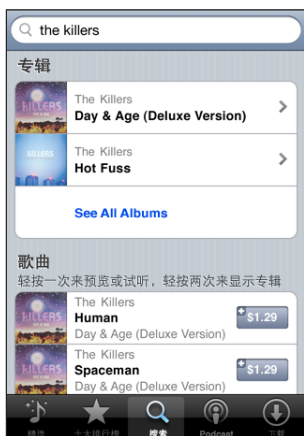 the killers
专辑
The Killers
Day & Age (Deluxe Version)
The Killers
Hot Fuss
See All Albums
歌曲
轻按一次来预览或试听，轻按两次来显示专辑
The Killers
Human
Day & Age (Deluxe Version)
$1.29
The Killers
Spaceman
Day & Age (Deluxe Version)
$1.29
精选
十大排行榜
搜索
Podcast
下载